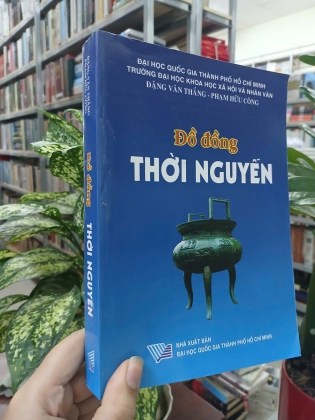 ĐẠI HỌC QUỐC GIA THÀNH PHỐ HỒ CHÍ MINH
TRƯỜNG ĐẠI HỌC KHOA HỌC XÃ HỘI VÀ NHÂN VĂN
ĐẶNG VĂN THẮNG - PHẠM HỮU CÔNG
Đồ đồng
THỜI NGUYỄN
NHÀ XUẤT BẢN
ĐẠI HỌC QUỐC GIA THÀNH PHỐ HỒ CHÍ MINH
Đồ đồng
THỜI NGUYỄN